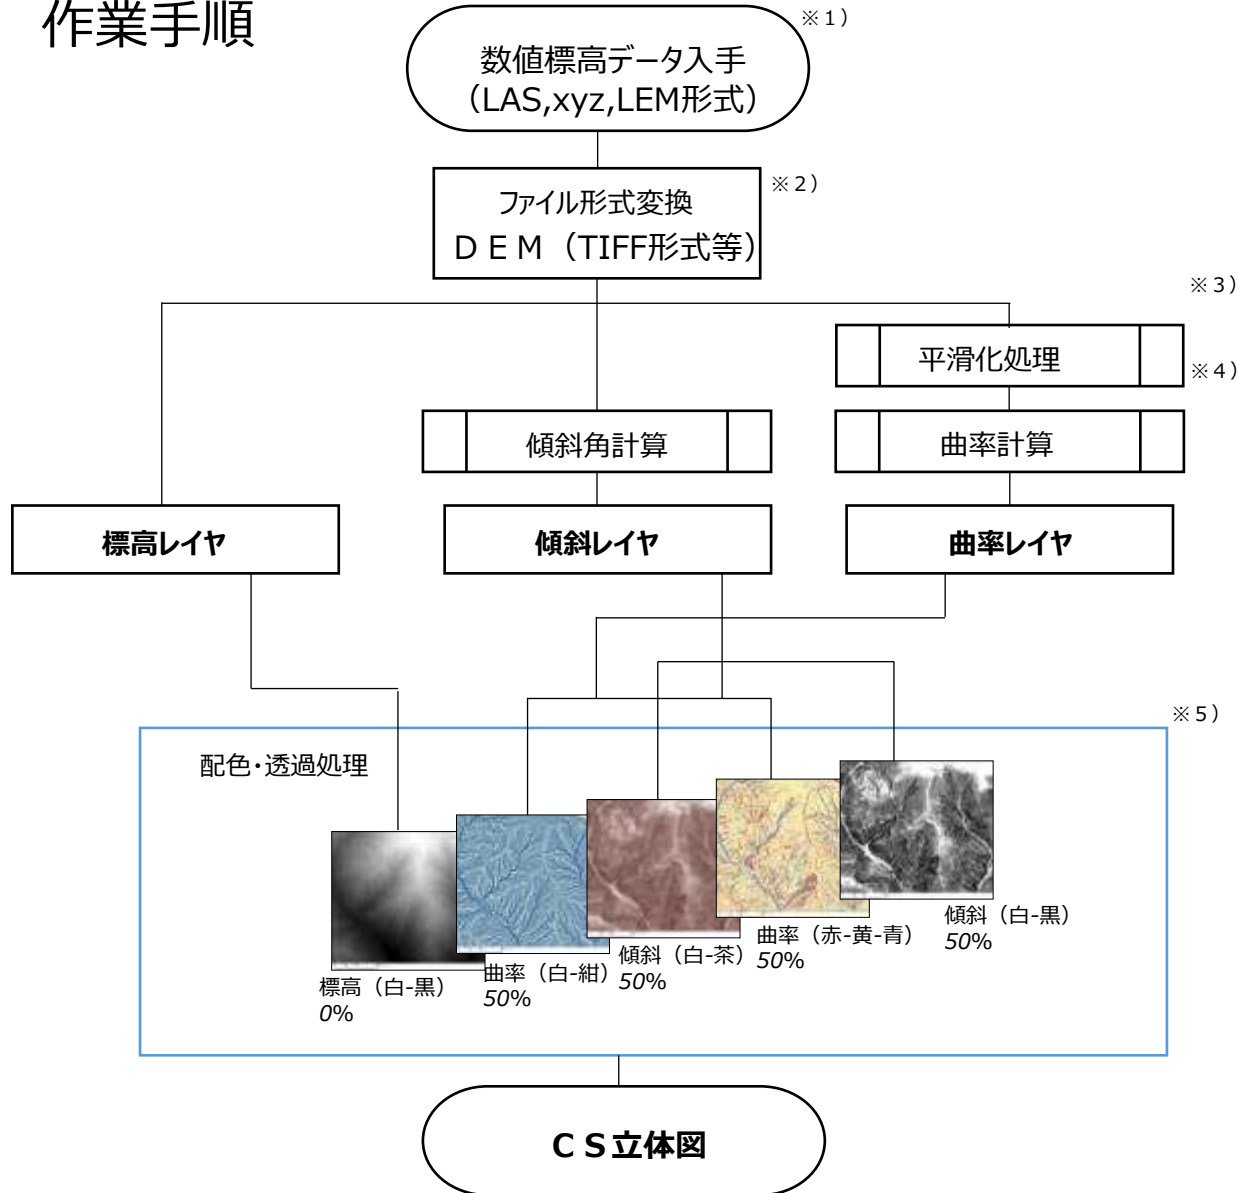 作業手順
※1）
数値標高データ入手
（LAS,xyz,LEM形式）
※2）
ファイル形式変換
ＤＥＭ（TIFF形式等）
※3）
平滑化処理
※4）
傾斜角計算
曲率計算
標高レイヤ
傾斜レイヤ
曲率レイヤ
※5）
配色・透過処理
標高（白-黒）
0%
曲率（白-紺）
50%
傾斜（白-茶）
50%
曲率（赤-黄-青）
50%
傾斜（白-黒）
50%
ＣＳ立体図